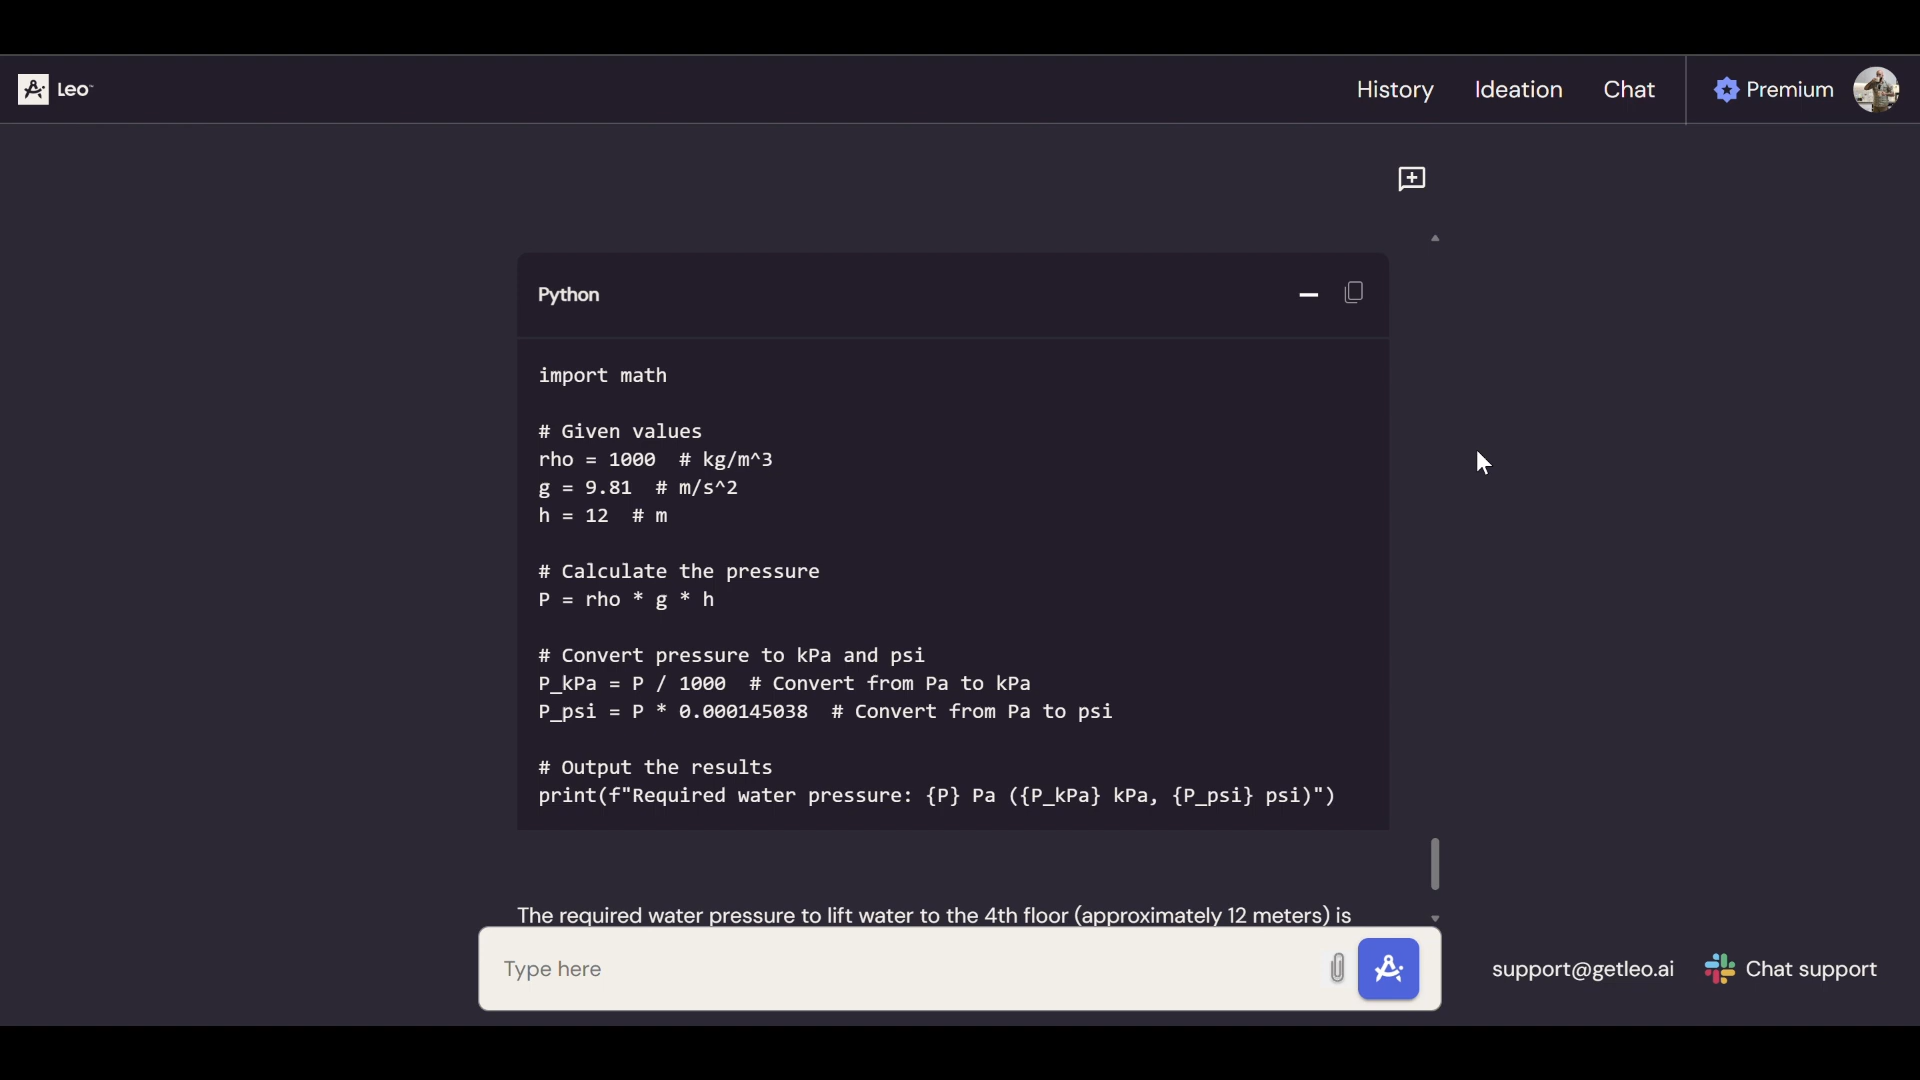 Leo
History
Ideation
Chat
Premium
Python
import math
# Given values
rho = 1000  # kg/m^3
g = 9.81  # m/s^2
h = 12  # m
# Calculate the pressure
P = rho * g * h
# Convert pressure to kPa and psi
P_kPa = P / 1000  # Convert from Pa to kPa
P_psi = P * 0.000145038  # Convert from Pa to psi
# Output the results
print(f"Required water pressure: {P} Pa ({P_kPa} kPa, {P_psi} psi)")
The required water pressure to lift water to the 4th floor (approximately 12 meters) is
Type here
support@getleo.ai
Chat support